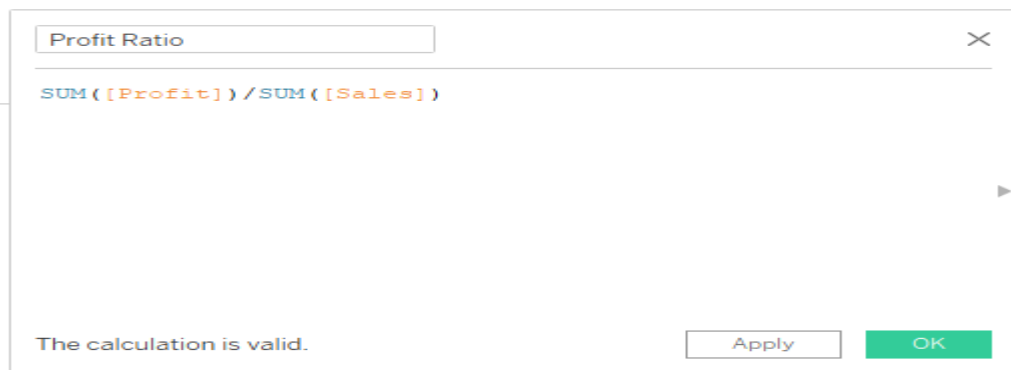 Profit Ratio
SUM([Profit])/SUM([Sales])
The calculation is valid.
Apply
OK